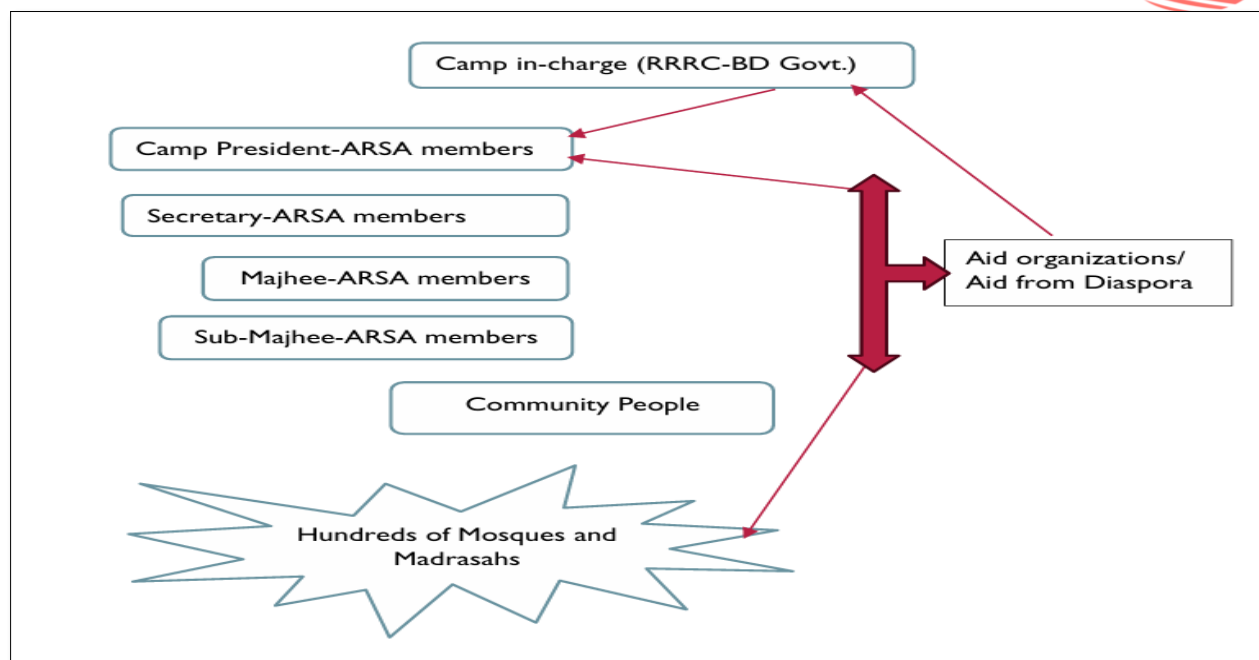 Camp in-charge (RRRC-BD Govt.)
Camp President-ARSA members
Secretary-ARSA members
Majhee-ARSA members
Sub-Majhee-ARSA members
Aid organizations/
Aid from Diaspora
Community People
Hundreds of Mosques and
Madrasahs